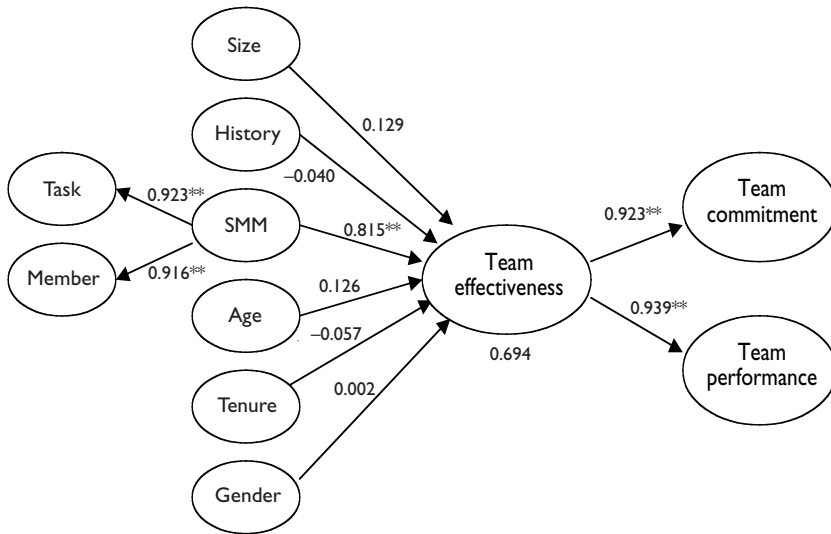 Size
0.129
History
−0.040
Task
0.923**
SMM
0.815**
Member
0.916**
Age
0.126
−0.057
Tenure
0.002
Gender
Team
effectiveness
0.694
0.923**
Team
commitment
0.939**
Team
performance